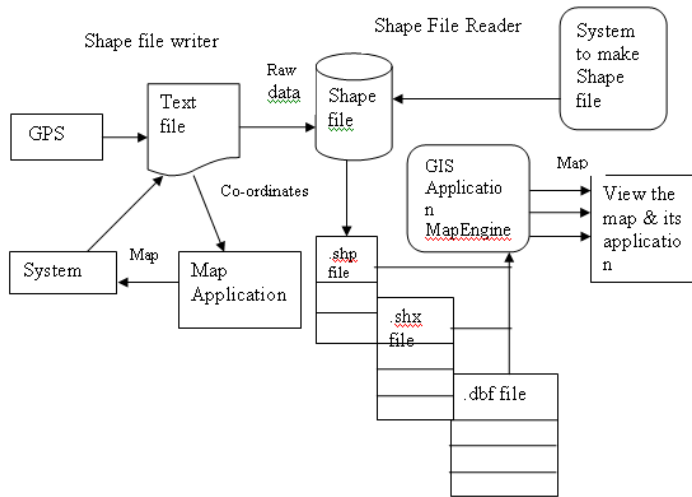 Shape file writer
Shape File Reader
System
to make
Shape
file
Raw
data
Text
file
Shape
file
GPS
GIS
Applicatio
n
MapEngine
Map
View the
map & its
applicatio
n
Co-ordinates
System
Map
Map
Application
.shp
file
.shx
file
.dbf file